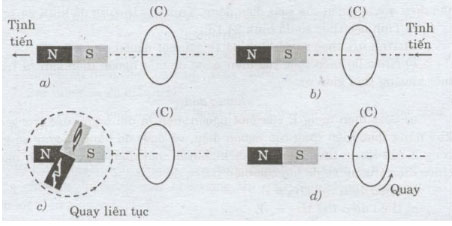 Tịnh tiến
(C)
N S
a)
(C)
Tịnh tiến
N S
b)
(C)
N S
c)
Quay liên tục
(C)
N S
d)
Quay